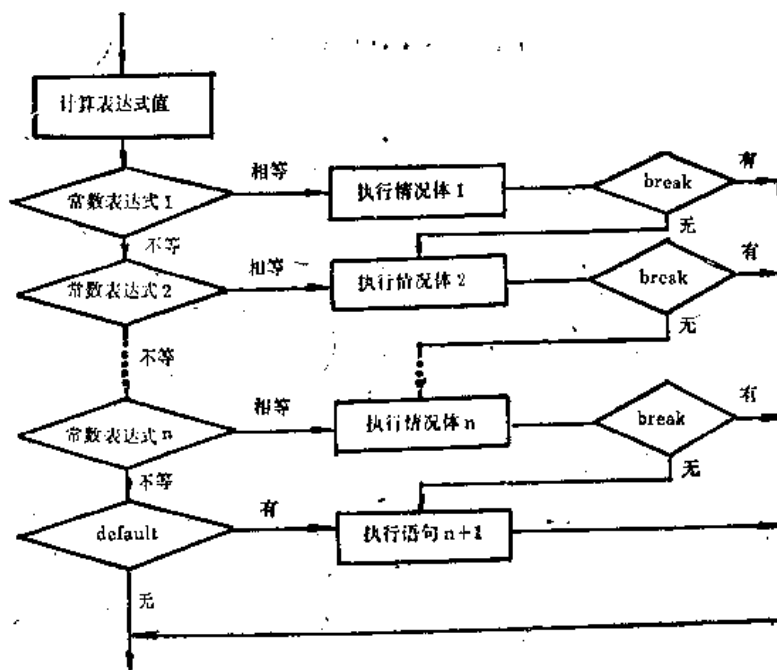 计算表达式值
常数表达式1
相等
执行情况体1
break
有
无
不等
常数表达式2
相等
执行情况体2
break
有
无
不等
常数表达式n
相等
执行情况体n
break
有
无
不等
default
有
执行语句n+1
无